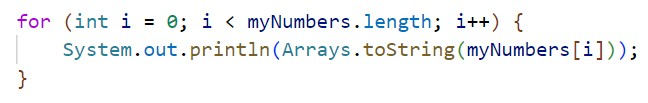 for (int i = 0; i < myNumbers.length; i++) {
    System.out.println(Arrays.toString(myNumbers[i]));
}